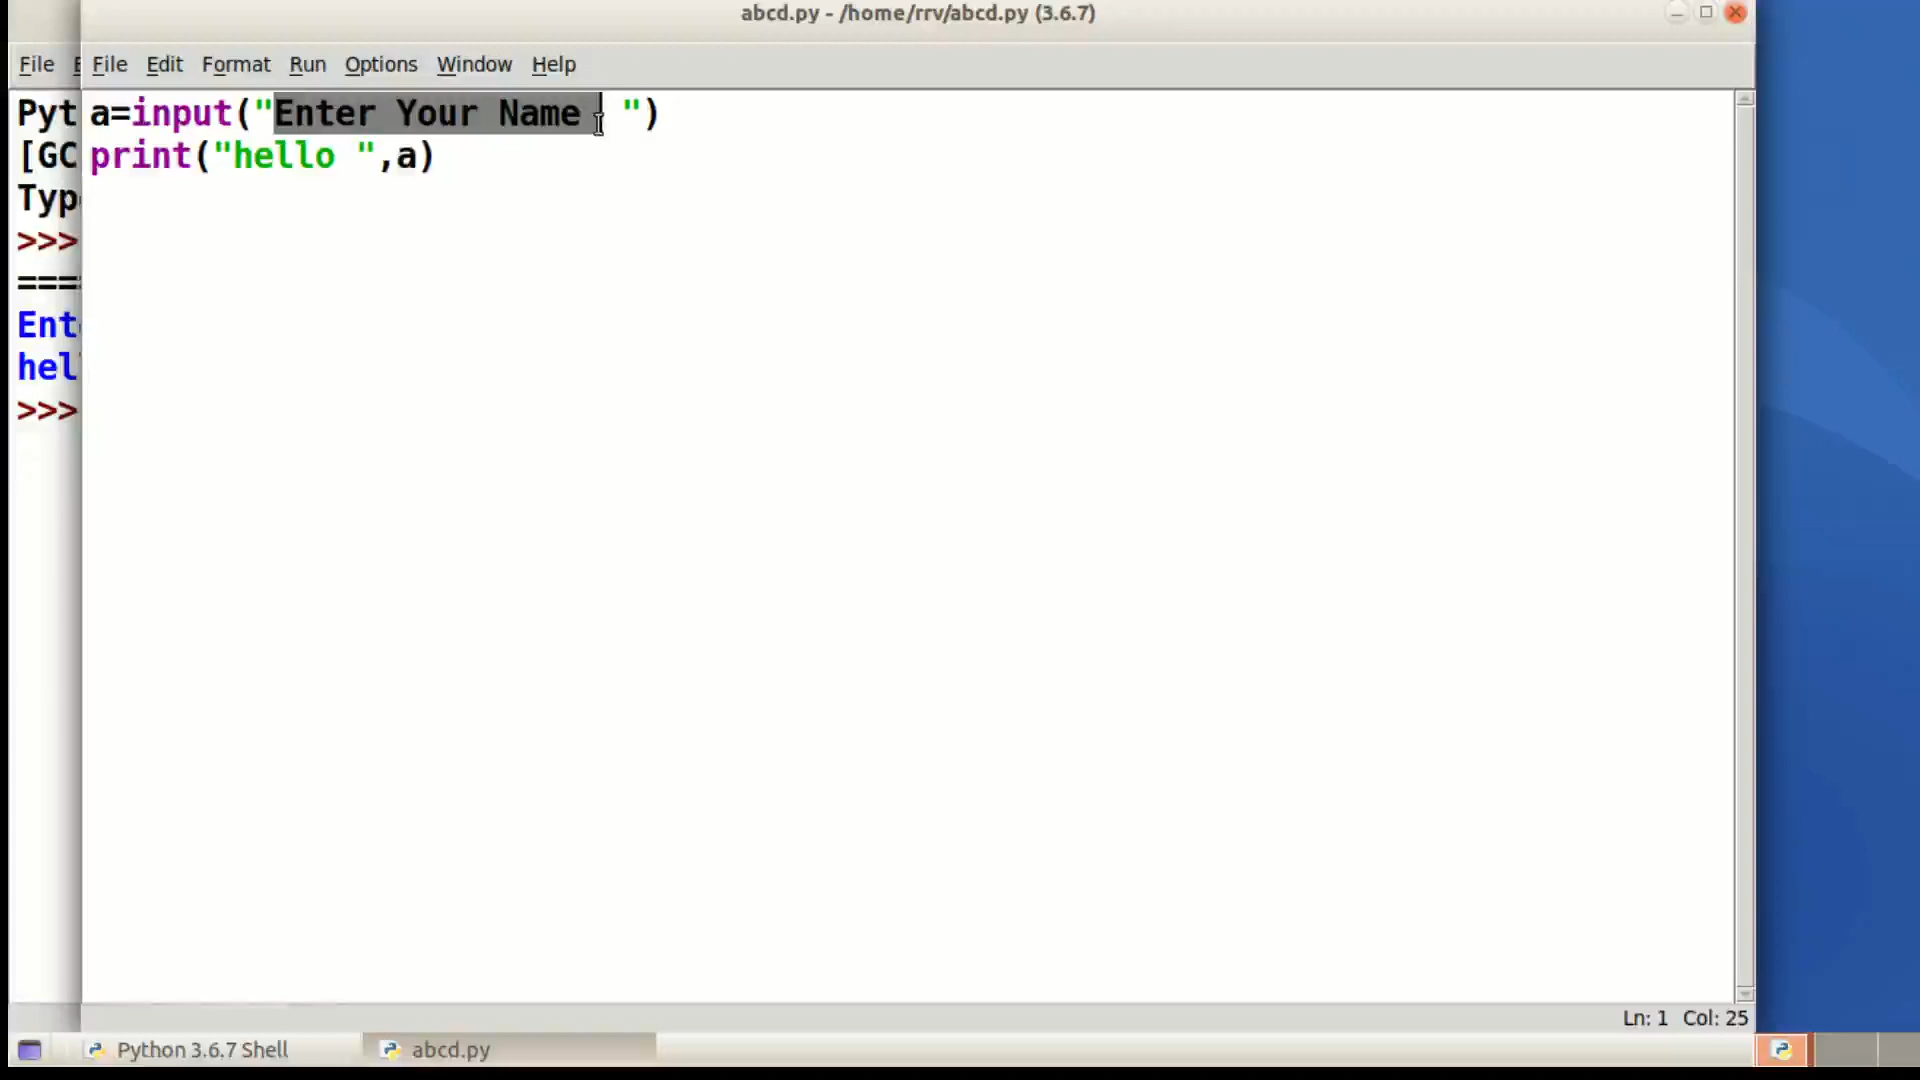 abcd.py - /home/rrv/abcd.py (3.6.7)
File
File Edit Format Run Options Window Help
Pyt
a=input("Enter Your Name  ")
[GC
print("hello ",a)
Typ
>>>
====
Ent
hel
>>>
Ln: 1 Col: 25
Python 3.6.7 Shell
abcd.py